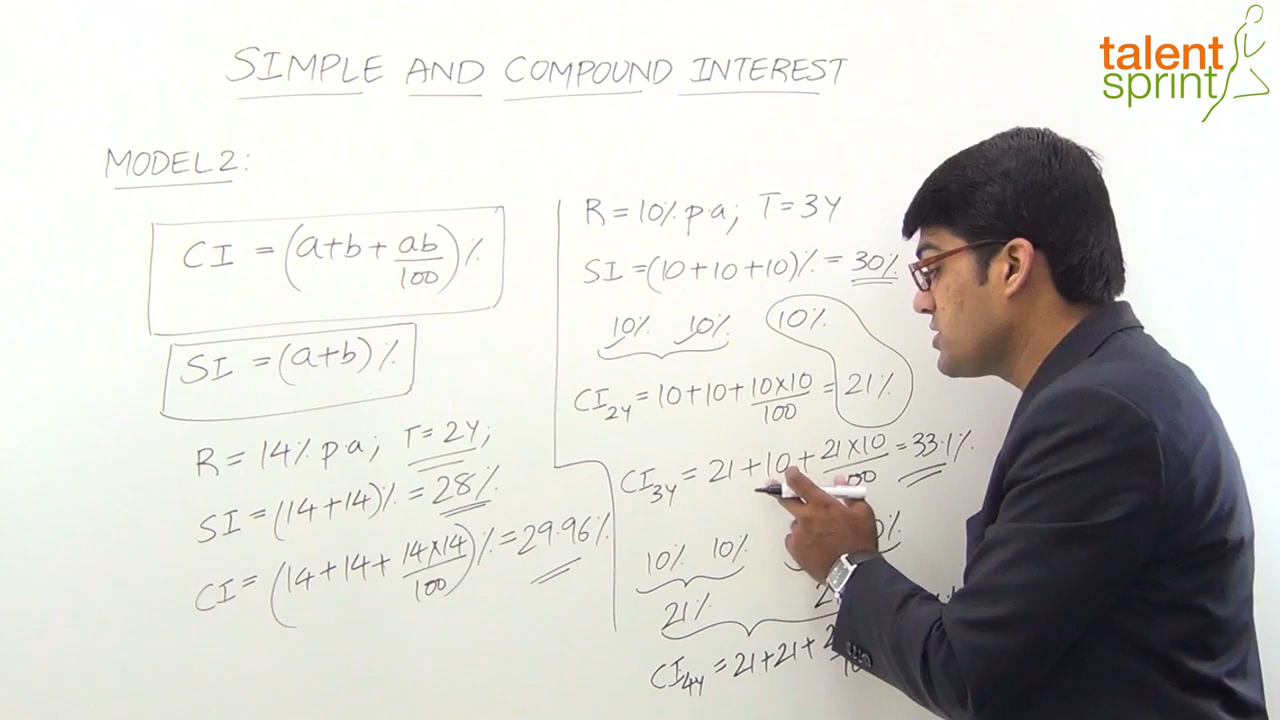 SIMPLE AND COMPOUND INTEREST
talent
sprint
MODEL 2:
CI = (a+b + ab/100)%
SI = (a+b)%
R = 14% p.a; T = 2Y;
SI = (14+14)% = 28%
CI = (14+14+ 14×14/100)% = 29.96%
R = 10% p.a; T = 3Y
SI = (10+10+10)% = 30%
10% 10% 10%
CI2Y = 10+10+ 10×10/100 = 21%
CI3Y = 21+10+ 21×10/100 = 33.1%
10% 10%
21%
CI4Y = 21+21+